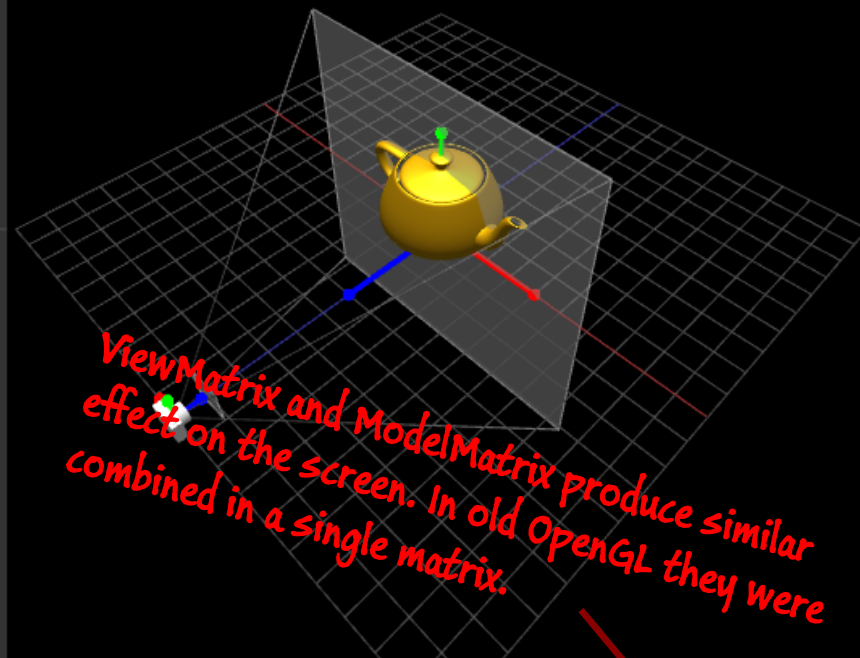 ViewMatrix and ModelMatrix produce similar
effect on the screen. In old OpenGL they were
combined in a single matrix.